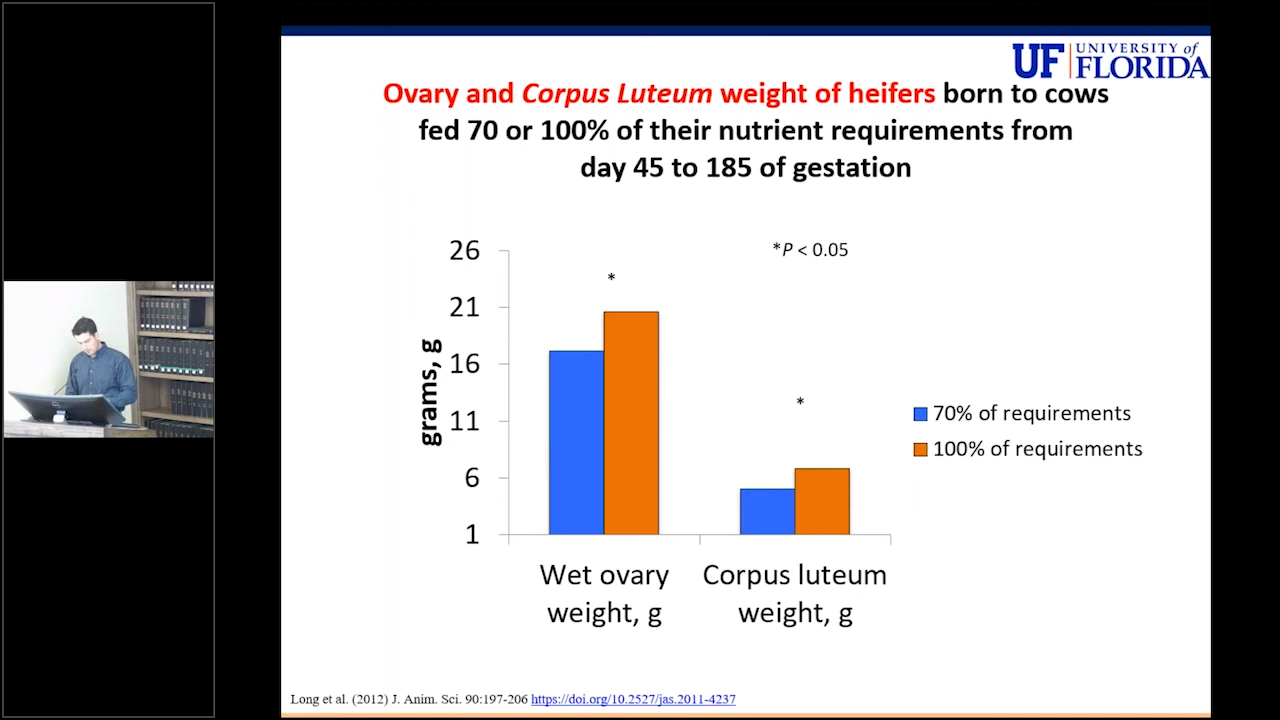 UF UNIVERSITY of
FLORIDA
Ovary and Corpus Luteum weight of heifers born to cows
fed 70 or 100% of their nutrient requirements from
day 45 to 185 of gestation
*P < 0.05
26
21
16
11
6
1
grams, g
*
*
70% of requirements
100% of requirements
Wet ovary
weight, g
Corpus luteum
weight, g
Long et al. (2012) J. Anim. Sci. 90:197-206 https://doi.org/10.2527/jas.2011-4237